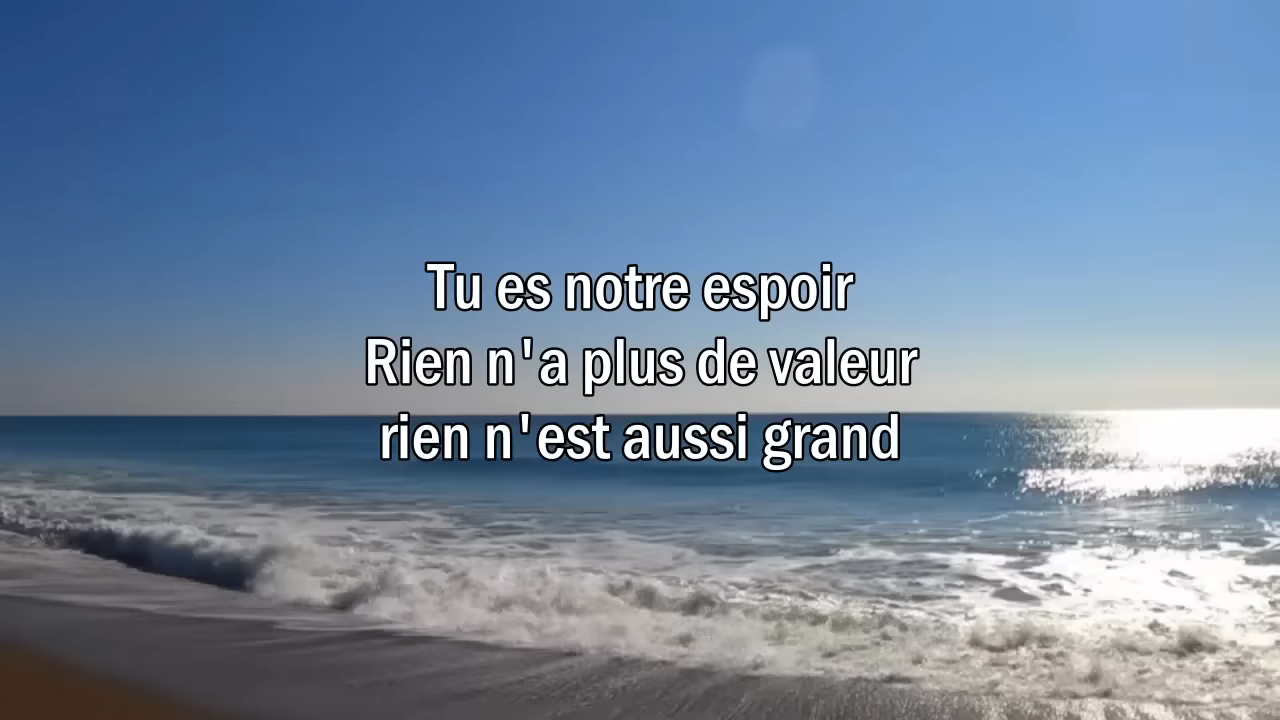 Tu es notre espoir
Rien n'a plus de valeur
rien n'est aussi grand